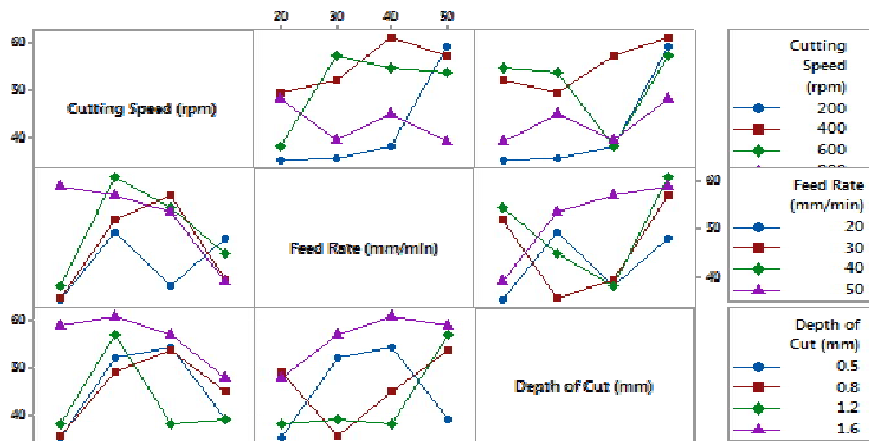 20 30 40 50
60
50
40
Cutting Speed (rpm)
Cutting
Speed
(rpm)
200
400
600
Feed Rate (mm/min)
60
50
40
Feed Rate
(mm/min)
20
30
40
50
60
50
40
Depth of Cut (mm)
Depth of
Cut (mm)
0.5
0.8
1.2
1.6